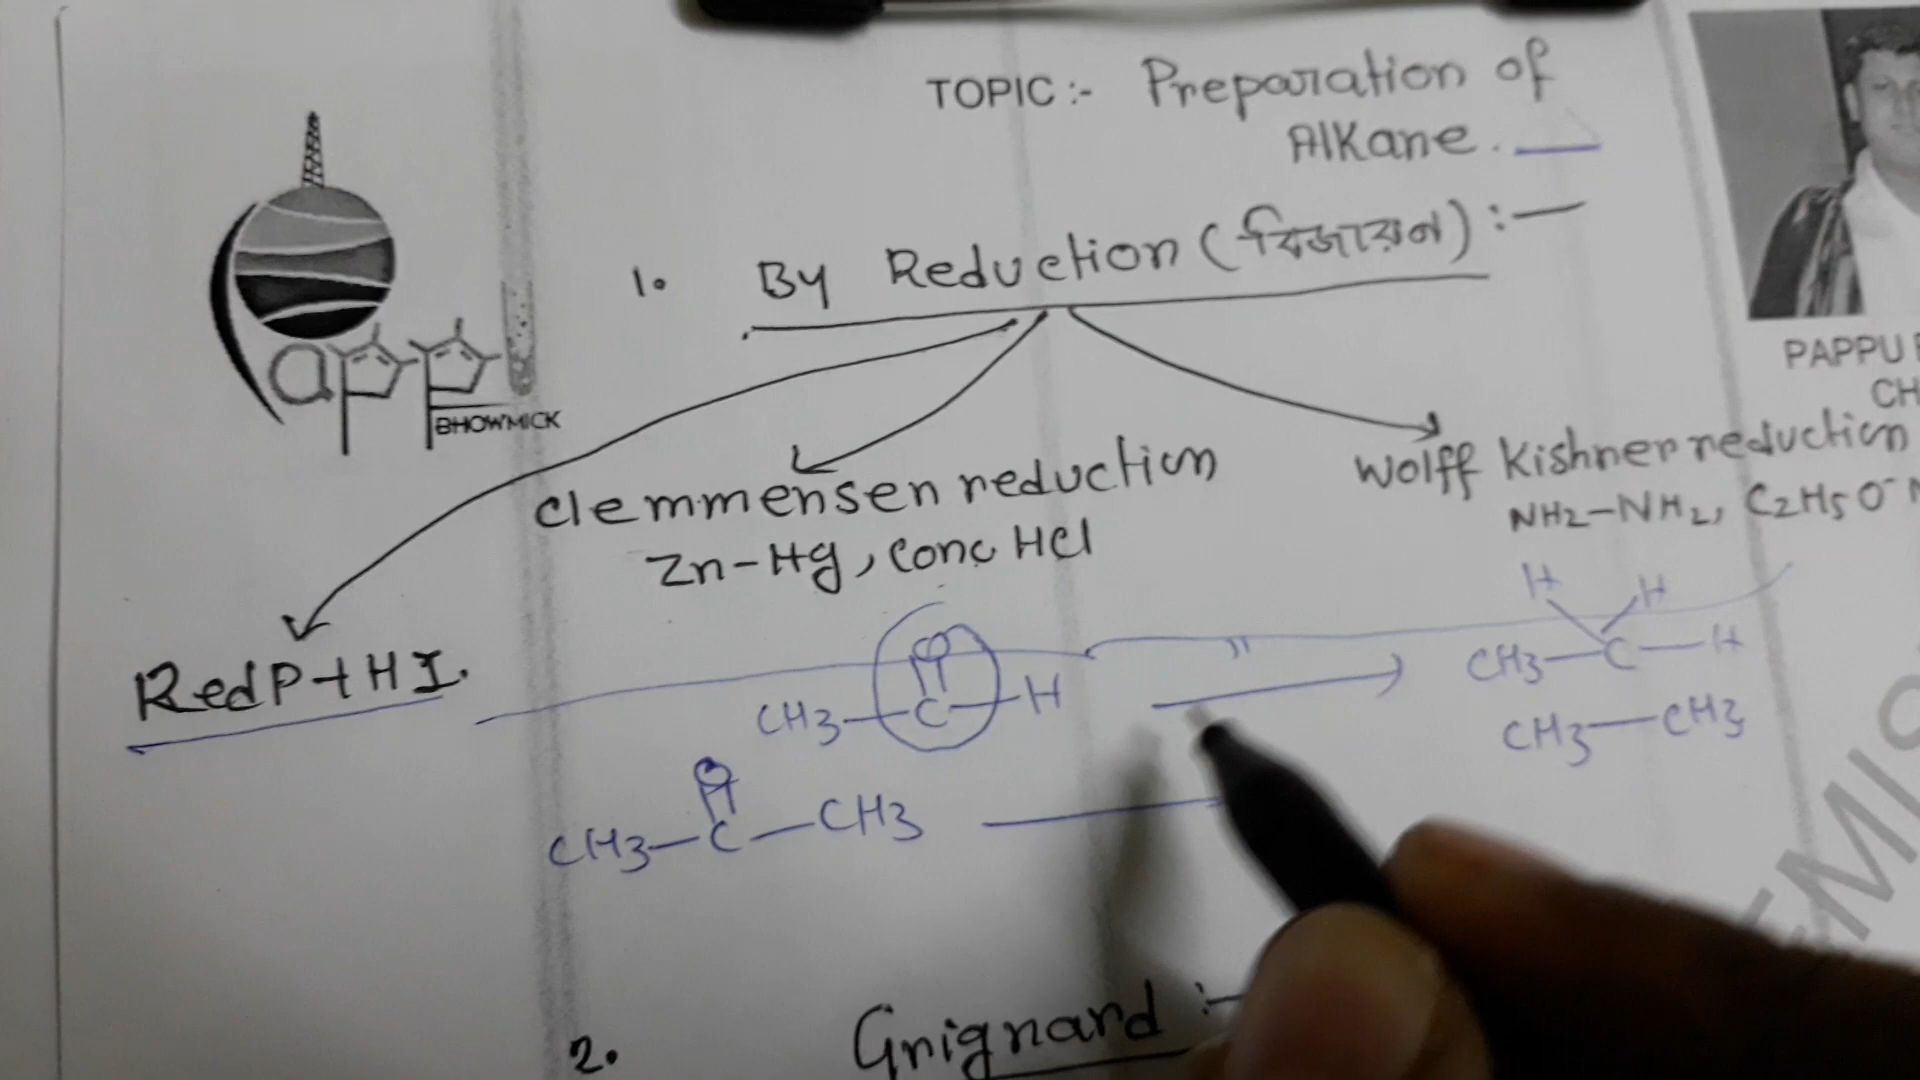 TOPIC :- Preparation of
Alkane.
1. By Reduction (বিজারন) :-
BHOWMICK
PAPPU
CH
Clemmensen reduction
Zn-Hg, Conc HCl
Wolff Kishner reduction
NH2-NH2, C2H5O-
Red P + HI.
O
CH3-C-H
H H
CH3-C-H
CH3-CH3
O
CH3-C-CH3
2. Grignard :-